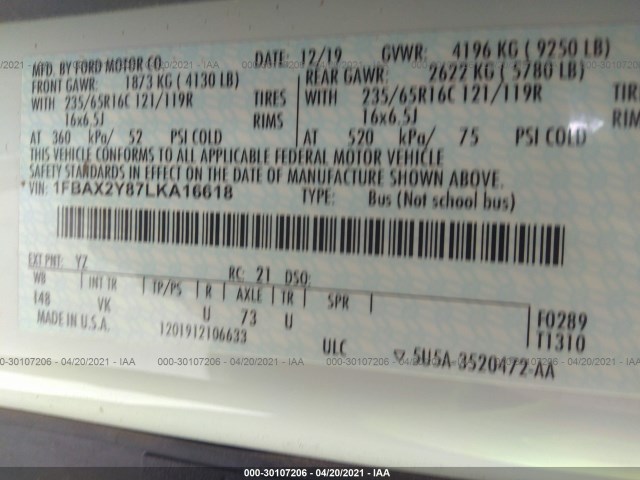 MFD. BY FORD MOTOR CO. DATE: 12/19 GVWR: 4196 KG ( 9250 LB)
FRONT GAWR: 1873 KG ( 4130 LB) REAR GAWR: 2622 KG ( 5780 LB)
WITH 235/65R16C 121/119R TIRES WITH 235/65R16C 121/119R TIRE
16x6.5J RIMS 16x6.5J RIM
AT 360 kPa/ 52 PSI COLD AT 520 kPa/ 75 PSI COLD
THIS VEHICLE CONFORMS TO ALL APPLICABLE FEDERAL MOTOR VEHICLE
SAFETY STANDARDS IN EFFECT ON THE DATE OF MANUFACTURE SHOWN ABOVE.
VIN: 1FBAX2Y87LKA16618 TYPE: Bus (Not school bus)
EXT PNT: YZ RC: 21 DSO:
WB INT TR TP/PS R AXLE TR SPR
148 VK U 73 U F0289
MADE IN U.S.A. 1201912106633 T1310
ULC ▽ 5U5A-3520472-AA
000-30107206 - 04/20/2021 - IAA